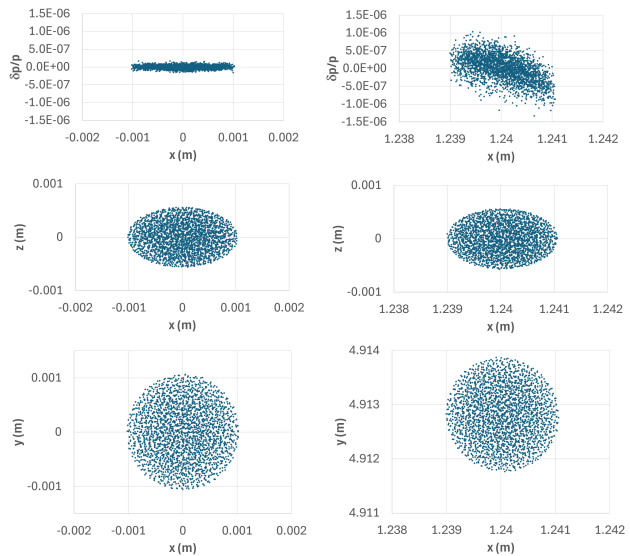 1.5E-06
1.0E-06
5.0E-07
0.0E+00
-5.0E-07
-1.0E-06
-1.5E-06
δp/p
-0.002 -0.001 0 0.001 0.002
x (m)
1.5E-06
1.0E-06
5.0E-07
0.0E+00
-5.0E-07
-1.0E-06
-1.5E-06
δp/p
1.238 1.239 1.24 1.241 1.242
x (m)
0.001
0
-0.001
z (m)
-0.002 -0.001 0 0.001 0.002
x (m)
0.001
0
-0.001
z (m)
1.238 1.239 1.24 1.241 1.242
x (m)
0.001
0
-0.001
y (m)
-0.002 -0.001 0 0.001 0.002
x (m)
4.914
4.913
4.912
4.911
y (m)
1.238 1.239 1.24 1.241 1.242
x (m)